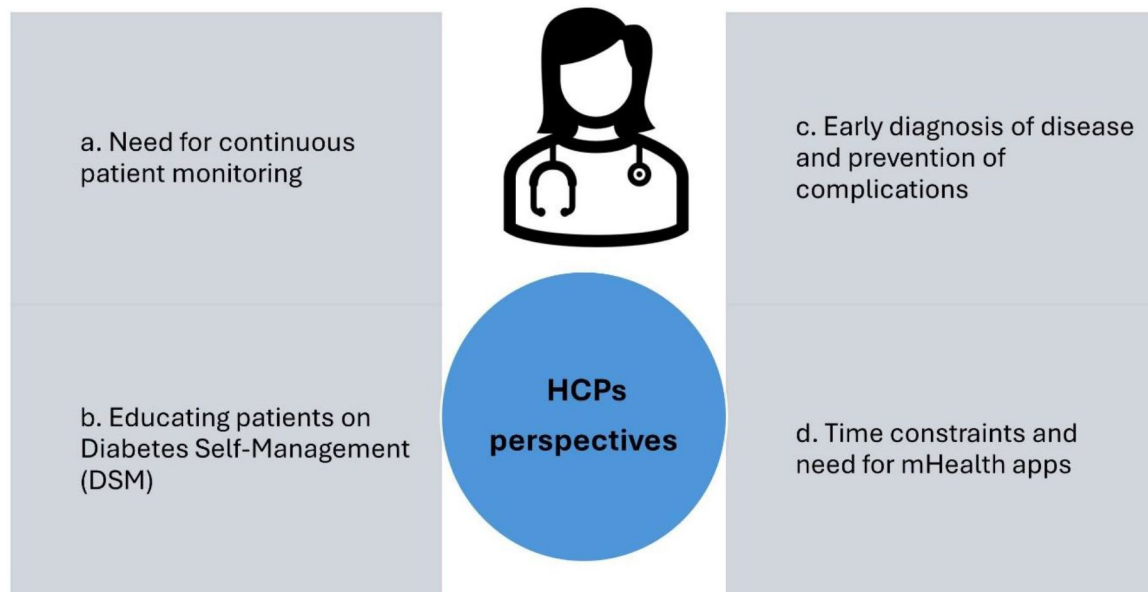 a. Need for continuous
patient monitoring
b. Educating patients on
Diabetes Self-Management
(DSM)
HCPs
perspectives
c. Early diagnosis of disease
and prevention of
complications
d. Time constraints and
need for mHealth apps